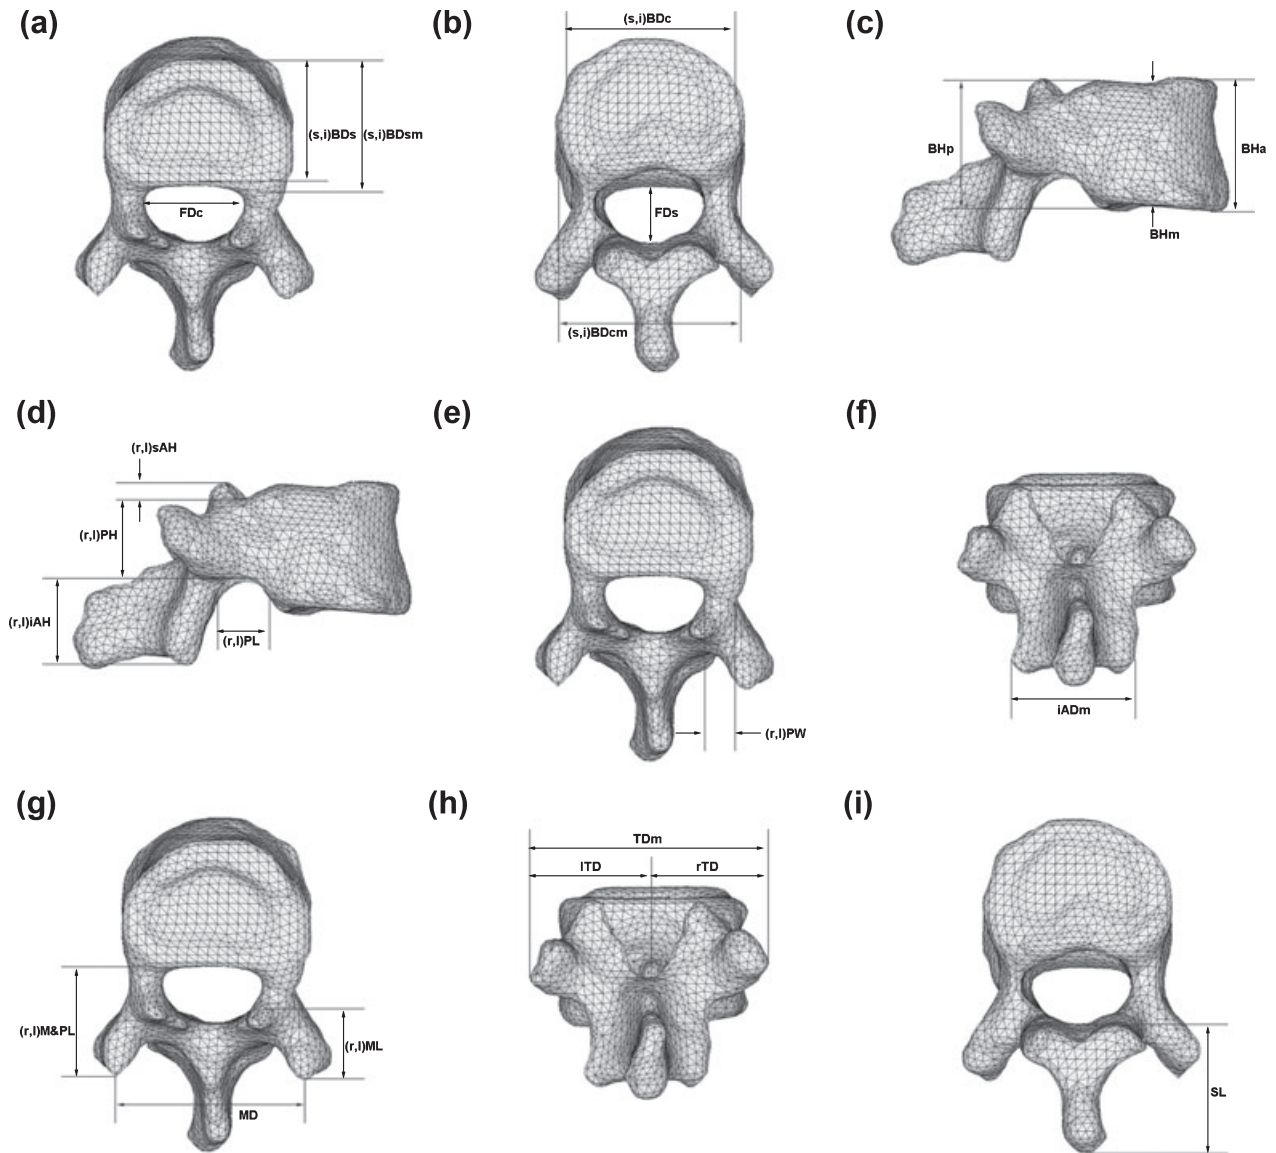 (a)
(b)
(c)
(s,i)BDc
(s,i)BDs
(s,i)BDsm
FDc
FDs
(s,i)BDcm
BHp
BHa
BHm
(d)
(e)
(f)
(r,l)sAH
(r,l)PH
(r,l)iAH
(r,l)PL
(r,l)PW
iADm
(g)
(h)
(i)
(r,l)M&PL
(r,l)ML
MD
TDm
lTD
rTD
SL